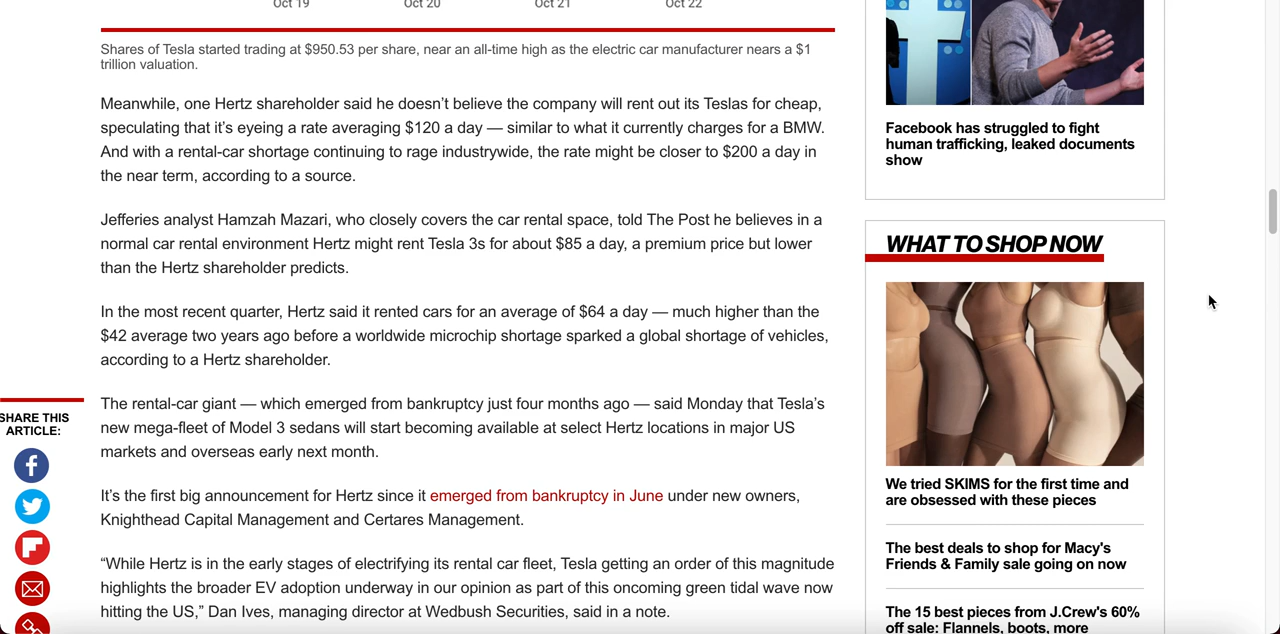 Oct 19 Oct 20 Oct 21 Oct 22
Shares of Tesla started trading at $950.53 per share, near an all-time high as the electric car manufacturer nears a $1
trillion valuation.
Meanwhile, one Hertz shareholder said he doesn’t believe the company will rent out its Teslas for cheap,
speculating that it’s eyeing a rate averaging $120 a day — similar to what it currently charges for a BMW.
And with a rental-car shortage continuing to rage industrywide, the rate might be closer to $200 a day in
the near term, according to a source.
Jefferies analyst Hamzah Mazari, who closely covers the car rental space, told The Post he believes in a
normal car rental environment Hertz might rent Tesla 3s for about $85 a day, a premium price but lower
than the Hertz shareholder predicts.
In the most recent quarter, Hertz said it rented cars for an average of $64 a day — much higher than the
$42 average two years ago before a worldwide microchip shortage sparked a global shortage of vehicles,
according to a Hertz shareholder.
The rental-car giant — which emerged from bankruptcy just four months ago — said Monday that Tesla’s
new mega-fleet of Model 3 sedans will start becoming available at select Hertz locations in major US
markets and overseas early next month.
It’s the first big announcement for Hertz since it emerged from bankruptcy in June under new owners,
Knighthead Capital Management and Certares Management.
“While Hertz is in the early stages of electrifying its rental car fleet, Tesla getting an order of this magnitude
highlights the broader EV adoption underway in our opinion as part of this oncoming green tidal wave now
hitting the US,” Dan Ives, managing director at Wedbush Securities, said in a note.
SHARE THIS
ARTICLE:
Facebook has struggled to fight
human trafficking, leaked documents
show
WHAT TO SHOP NOW
We tried SKIMS for the first time and
are obsessed with these pieces
The best deals to shop for Macy's
Friends & Family sale going on now
The 15 best pieces from J.Crew's 60%
off sale: Flannels, boots, more